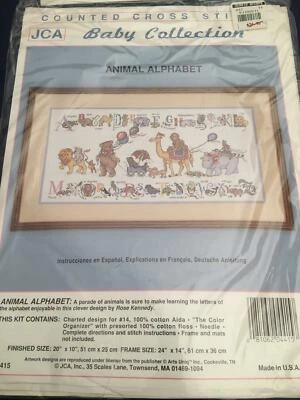 COUNTED CROSS STI
JCA Baby Collection
ANIMAL ALPHABET
Instrucciones en Español, Explications en Français, Deutsche Anleitung
ANIMAL ALPHABET: A parade of animals is sure to make learning the letters of
the alphabet enjoyable in this clever design by Rose Kennedy.
THIS KIT CONTAINS: Charted design for #14, 100% cotton Aida • "The Color
Organizer" with presorted 100% cotton floss • Needle •
Complete directions and stitch instructions • Frame and mats
not included.
FINISHED SIZE: 20" x 10", 51 cm x 25 cm FRAME SIZE: 24" x 14", 61 cm x 36 cm
Artwork designs are reproduced under license from © Arts Uniq' Inc., Cookeville, TN
415 © JCA, Inc., 35 Scales Lane, Townsend, MA 01469-1094 Made in U.S.A.